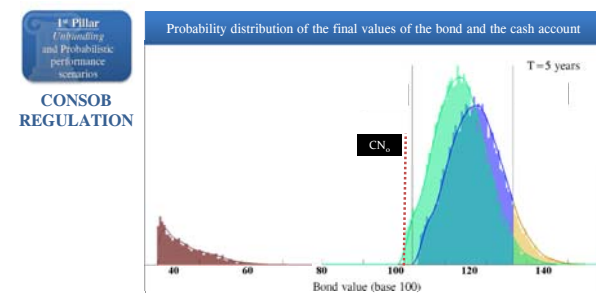 1st Pillar
Unbundling
and Probabilistic
performance
scenarios
CONSOB
REGULATION
Probability distribution of the final values of the bond and the cash account
T=5 years
CNo
40 60 80 100 120 140
Bond value (base 100)